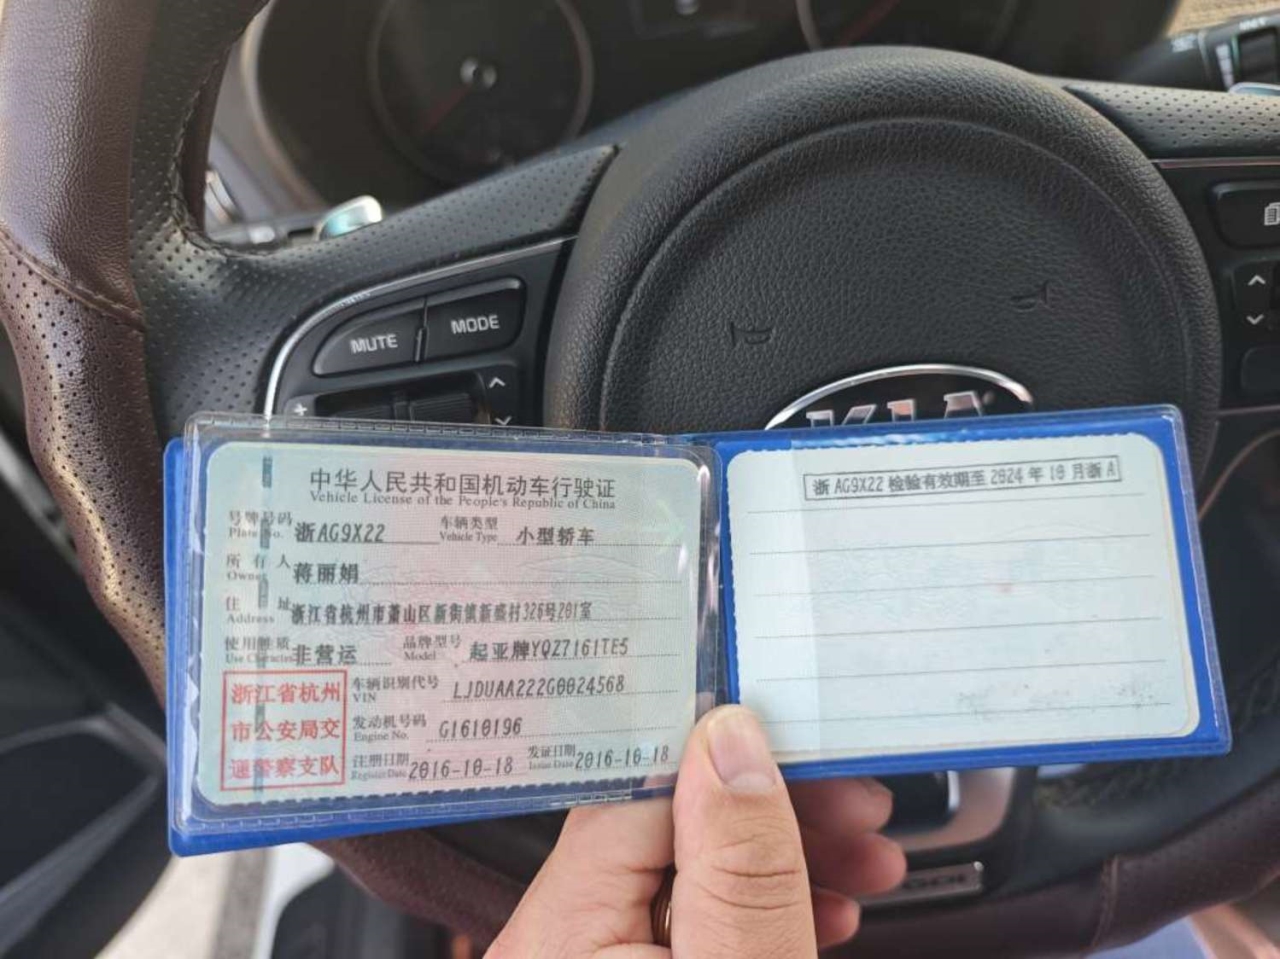 MUTE
MODE
KIA
中华人民共和国机动车行驶证
Vehicle License of the People's Republic of China
号牌号码 浙AG9X22 车辆类型 小型轿车
Plate No. Vehicle Type
所有人 蒋丽娟
Owner
住址 浙江省杭州市萧山区新街镇新盛村326号201室
Address
使用性质 非营运 品牌型号 起亚牌YQZ7161TE5
Use Character Model
浙江省杭州
市公安局交
通警察支队
车辆识别代号 LJDUAA222G0024568
VIN
发动机号码 G1610196
Engine No.
注册日期 2016-10-18 发证日期 2016-10-18
Register Date Issue Date
浙AG9X22 检验有效期至 2024 年 10 月浙A